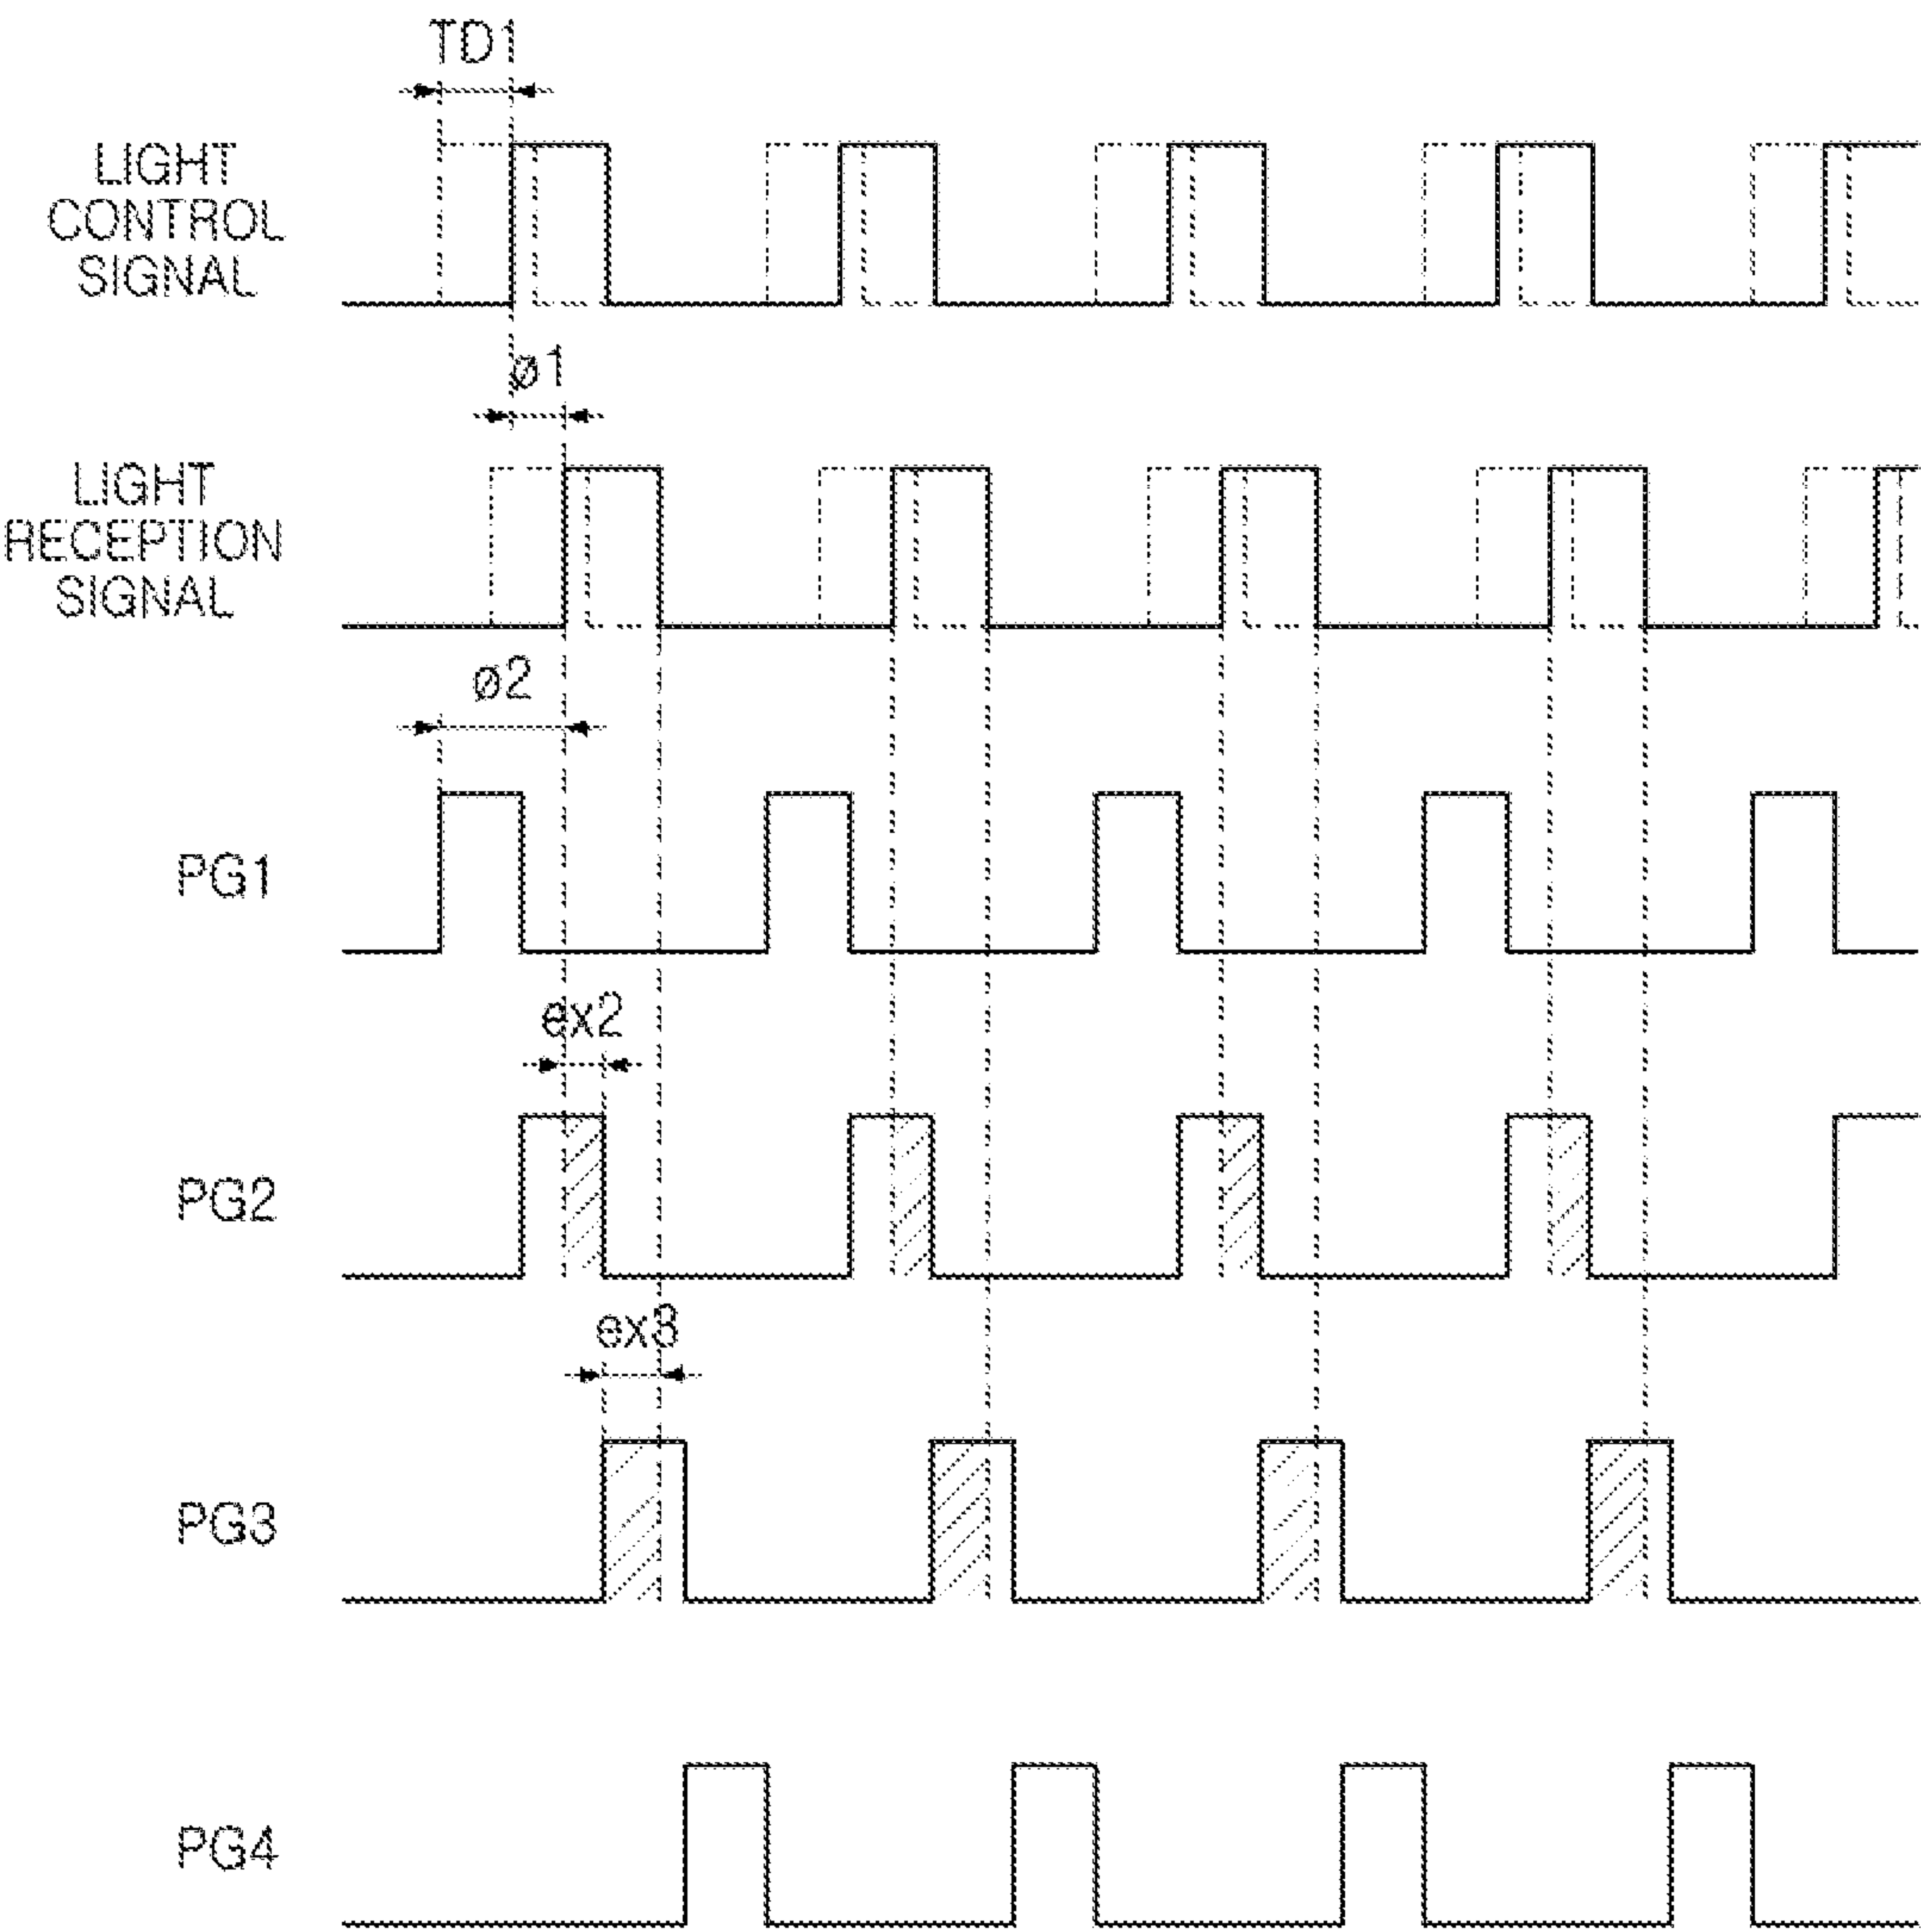 TD1
LIGHT
CONTROL
SIGNAL
ø1
LIGHT
RECEPTION
SIGNAL
ø2
PG1
ex2
PG2
ex3
PG3
PG4